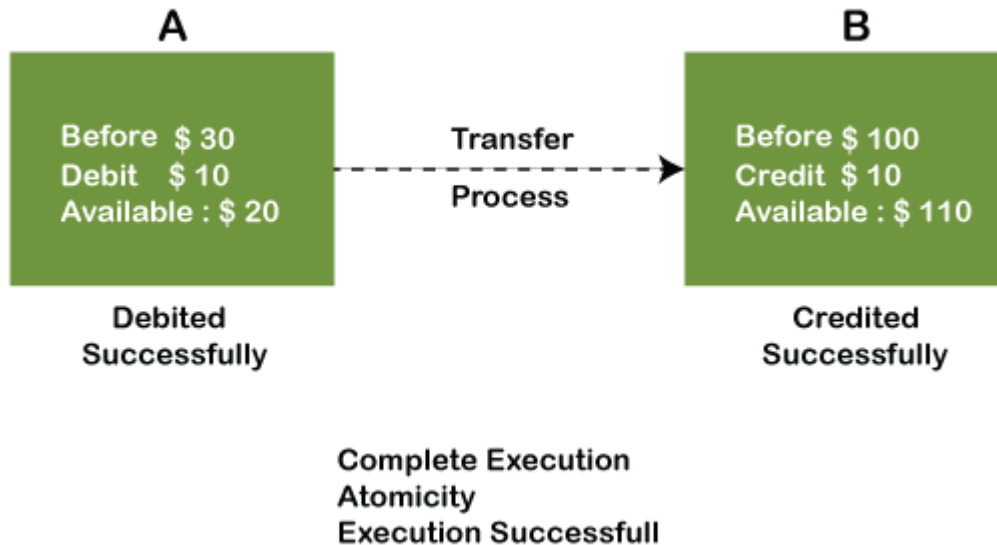 A
B
Before $ 30
Debit $ 10
Available : $ 20
Transfer
Process
Before $ 100
Credit $ 10
Available : $ 110
Debited
Successfully
Credited
Successfully
Complete Execution
Atomicity
Execution Successfull